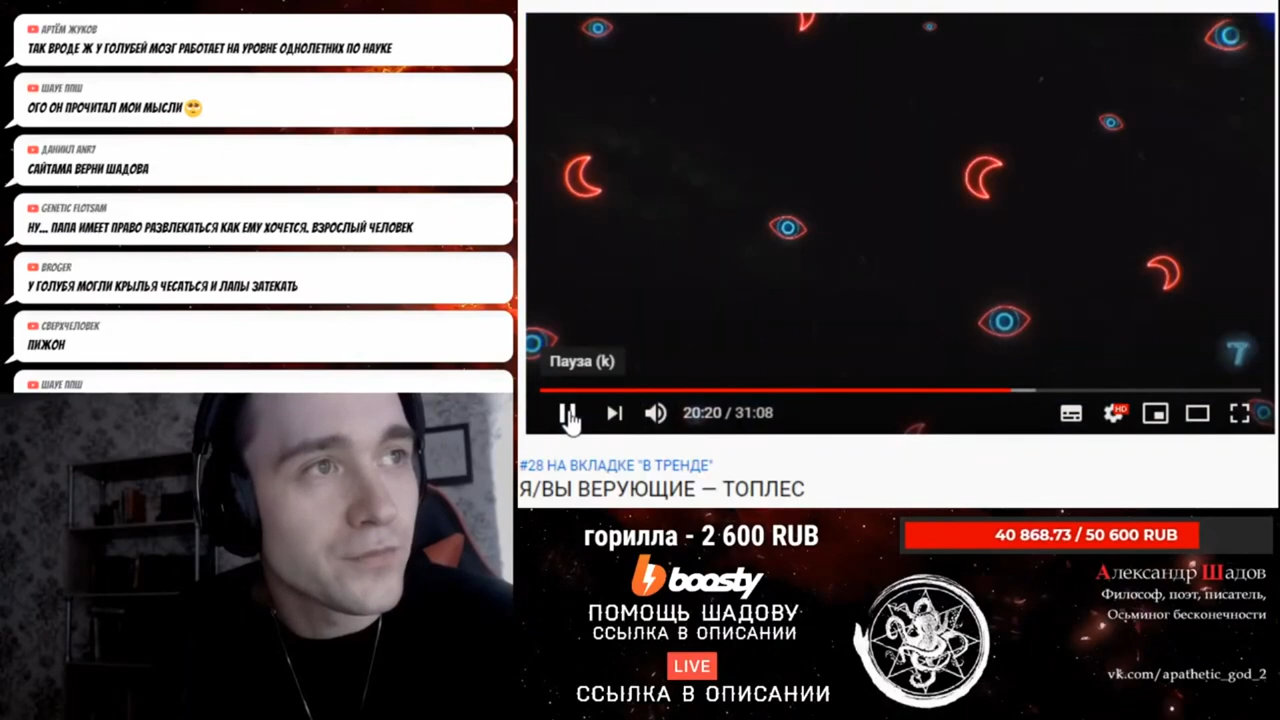 АРТЁМ ЖУКОВ
ТАК ВРОДЕ Ж У ГОЛУБЕЙ МОЗГ РАБОТАЕТ НА УРОВНЕ ОДНОЛЕТНИХ ПО НАУКЕ
ШАУЕ ППШ
ОГО ОН ПРОЧИТАЛ МОИ МЫСЛИ
ДАНИИЛ ANR7
САЙТАМА ВЕРНИ ШАДОВА
GENETIC FLOTSAM
НУ... ПАПА ИМЕЕТ ПРАВО РАЗВЛЕКАТЬСЯ КАК ЕМУ ХОЧЕТСЯ. ВЗРОСЛЫЙ ЧЕЛОВЕК
BROGER
У ГОЛУБЯ МОГЛИ КРЫЛЬЯ ЧЕСАТЬСЯ И ЛАПЫ ЗАТЕКАТЬ
СВЕРХЧЕЛОВЕК
ПИЖОН
ШАУЕ ППШ
Пауза (k)
20:20 / 31:08
HD
#28 НА ВКЛАДКЕ "В ТРЕНДЕ"
Я/ВЫ ВЕРУЮЩИЕ — ТОПЛЕС
горилла - 2 600 RUB
40 868.73 / 50 600 RUB
boosty
ПОМОЩЬ ШАДОВУ
ССЫЛКА В ОПИСАНИИ
LIVE
ССЫЛКА В ОПИСАНИИ
Александр Шадов
Философ, поэт, писатель,
Осьминог бесконечности
vk.com/apathetic_god_2